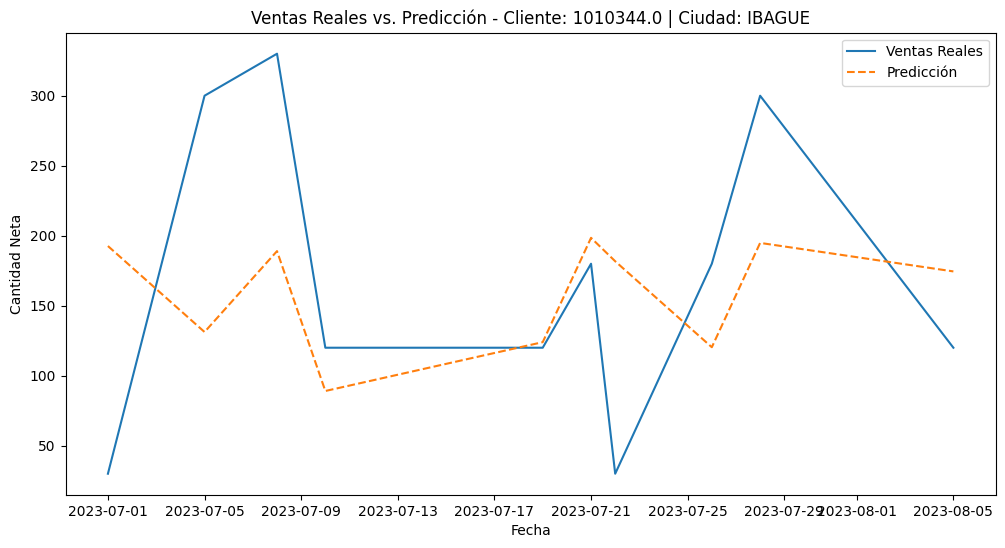 Ventas Reales vs. Predicción - Cliente: 1010344.0 | Ciudad: IBAGUE
Ventas Reales
Predicción
Cantidad Neta
300
250
200
150
100
50
2023-07-01 2023-07-05 2023-07-09 2023-07-13 2023-07-17 2023-07-21 2023-07-25 2023-07-29 2023-08-01 2023-08-05
Fecha